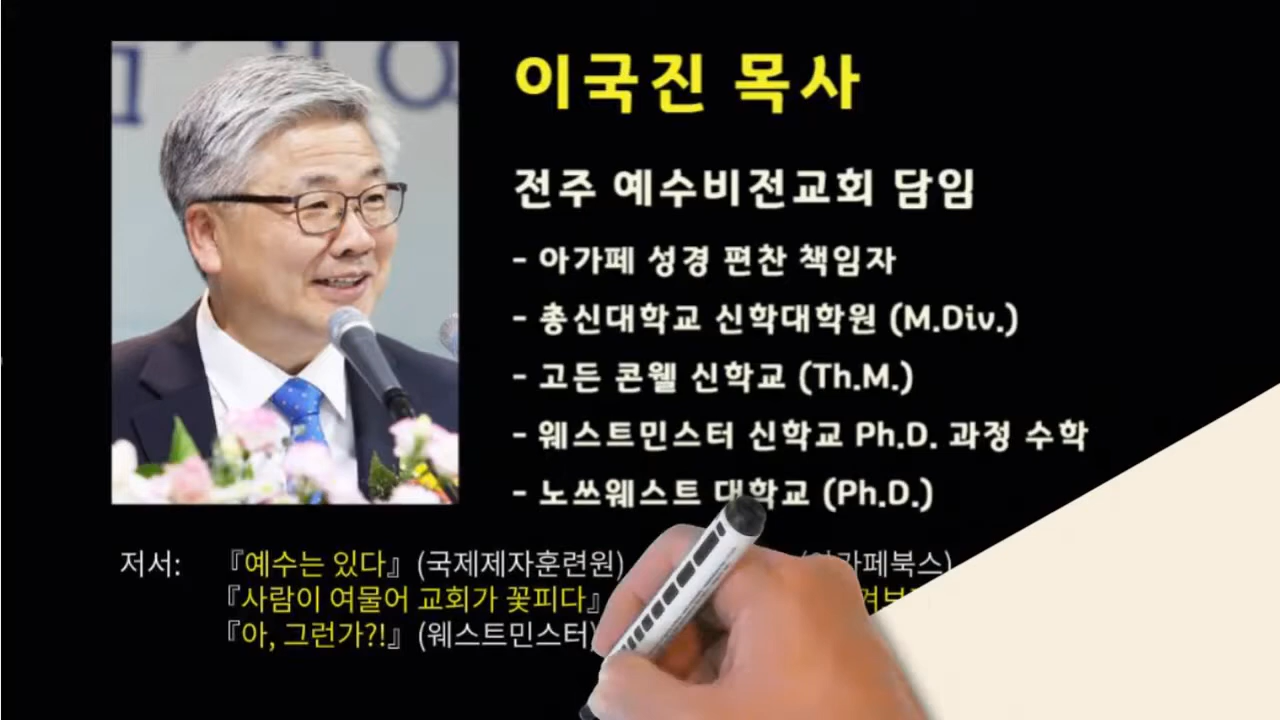 이국진 목사
전주 예수비전교회 담임
- 아가페 성경 편찬 책임자
- 총신대학교 신학대학원 (M.Div.)
- 고든 콘웰 신학교 (Th.M.)
- 웨스트민스터 신학교 Ph.D. 과정 수학
- 노쓰웨스트 대학교 (Ph.D.)
저서: 『예수는 있다』 (국제제자훈련원)
『사람이 여물어 교회가 꽃피다』
『아, 그런가?!』 (웨스트민스터)